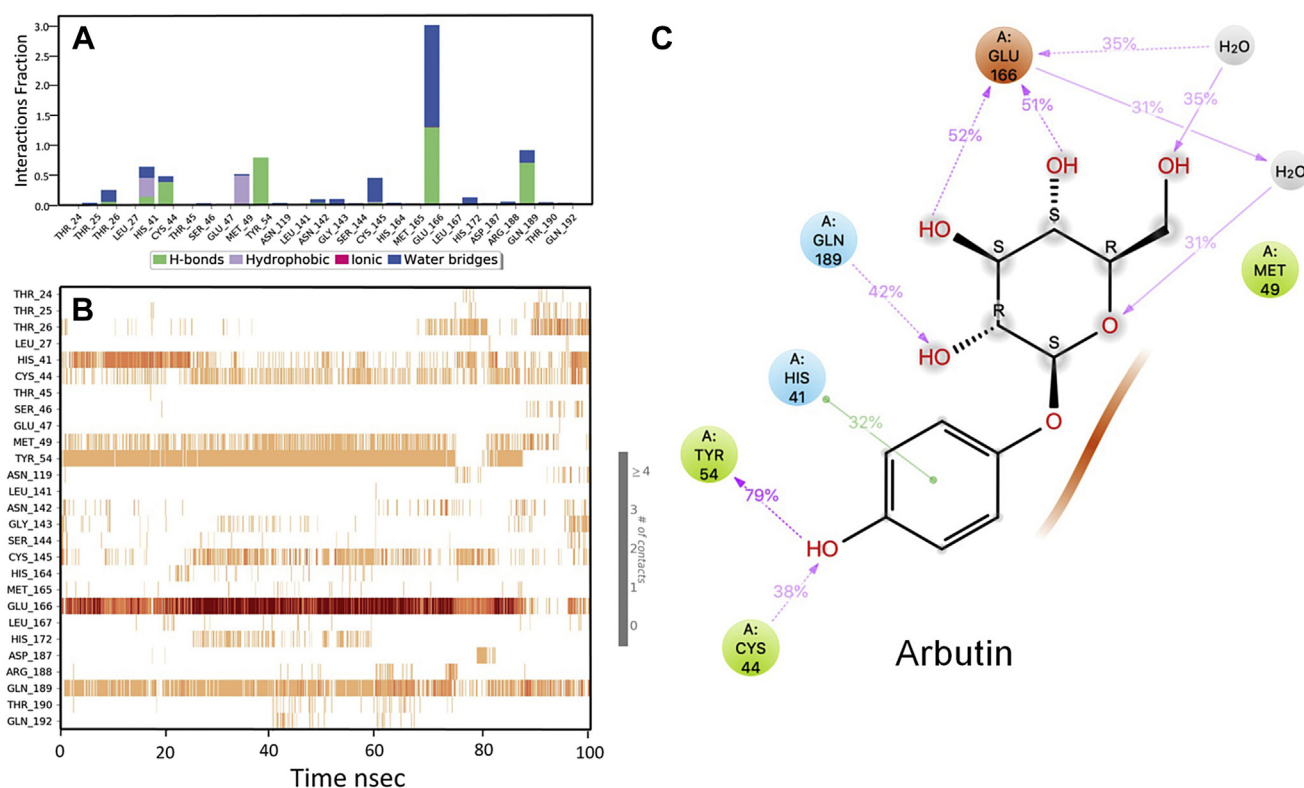 A
Interactions Fraction
3.0
2.5
2.0
1.5
1.0
0.5
0.0
THR_24
THR_25
THR_26
LEU_27
HIS_41
CYS_44
THR_45
SER_46
GLU_47
MET_49
TYR_54
ASN_119
LEU_141
ASN_142
GLY_143
SER_144
CYS_145
HIS_164
MET_165
GLU_166
LEU_167
HIS_172
ASP_187
ARG_188
GLN_189
THR_190
GLN_192
H-bonds Hydrophobic Ionic Water bridges
B
THR_24
THR_25
THR_26
LEU_27
HIS_41
CYS_44
THR_45
SER_46
GLU_47
MET_49
TYR_54
ASN_119
LEU_141
ASN_142
GLY_143
SER_144
CYS_145
HIS_164
MET_165
GLU_166
LEU_167
HIS_172
ASP_187
ARG_188
GLN_189
THR_190
GLN_192
0 20 40 60 80 100
Time nsec
≥4
3
2
1
0
# of contacts
C
A:
GLU
166
35%
H₂O
31%
35%
52%
51%
H₂O
OH
OH
A:
GLN
189
HO
S
S
R
31%
A:
MET
49
42%
R
S
O
HO
A:
HIS
41
32%
O
A:
TYR
54
79%
HO
38%
A:
CYS
44
Arbutin